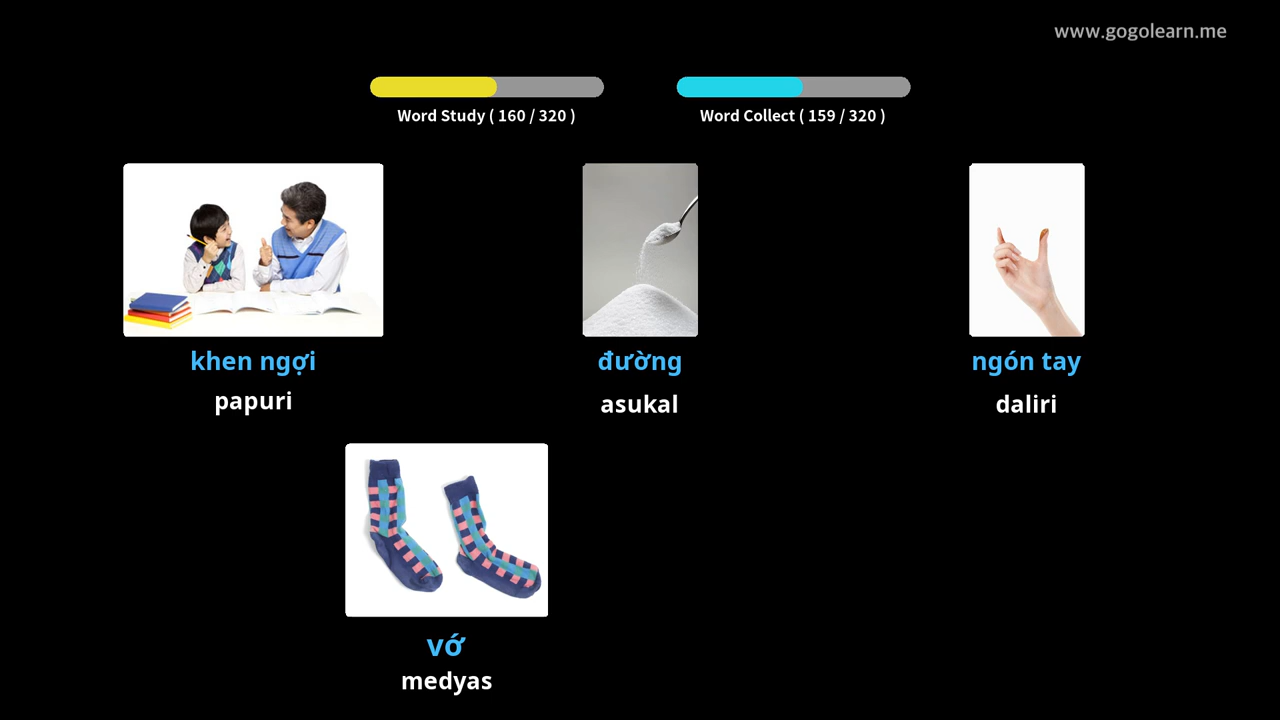 www.gogolearn.me
Word Study ( 160 / 320 )
Word Collect ( 159 / 320 )
khen ngợi
papuri
đường
asukal
ngón tay
daliri
vớ
medyas